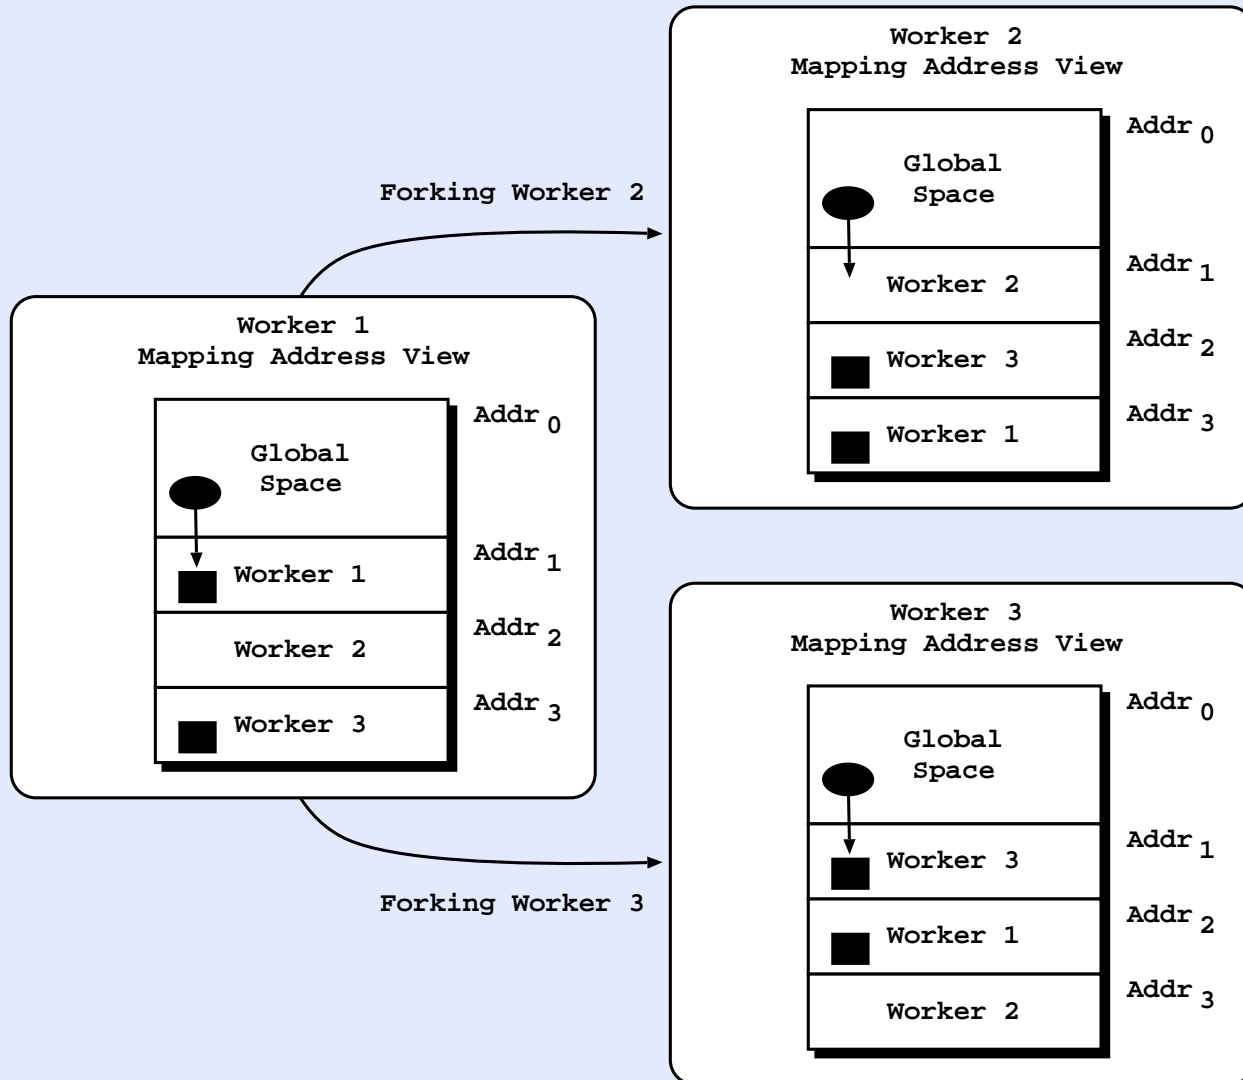 Worker 2
Mapping Address View
Addr 0
Global
Space
Forking Worker 2
Addr 1
Worker 2
Addr 2
Worker 3
Addr 3
Worker 1
Worker 1
Mapping Address View
Addr 0
Global
Space
Addr 1
Worker 1
Addr 2
Worker 2
Addr 3
Worker 3
Forking Worker 3
Worker 3
Mapping Address View
Addr 0
Global
Space
Addr 1
Worker 3
Addr 2
Worker 1
Addr 3
Worker 2